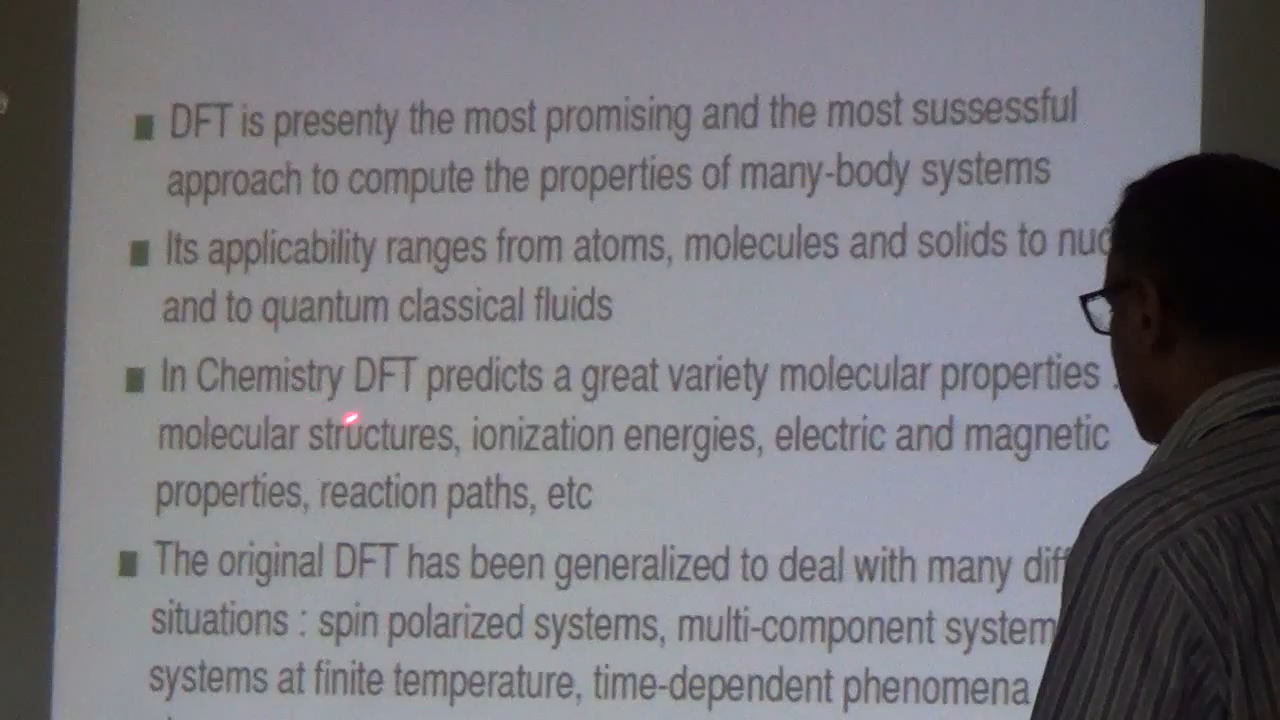 DFT is presenty the most promising and the most sussessful
approach to compute the properties of many-body systems
Its applicability ranges from atoms, molecules and solids to
and to quantum classical fluids
In Chemistry DFT predicts a great variety molecular properties
molecular structures, ionization energies, electric and magnetic
properties, reaction paths, etc
The original DFT has been generalized to deal with many
situations : spin polarized systems, multi-component
systems at finite temperature, time-dependent phenomena